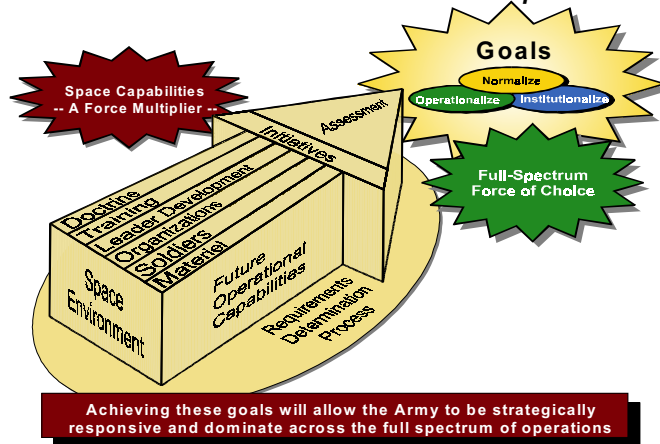 Goals
Normalize
Operationalize
Institutionalize
Space Capabilities
-- A Force Multiplier --
Assessment
Initiatives
Full-Spectrum
Force of Choice
Doctrine
Training
Leader Development
Organizations
Soldiers
Materiel
Space
Environment
Future
Operational
Capabilities
Requirements
Determination
Process
Achieving these goals will allow the Army to be strategically
responsive and dominate across the full spectrum of operations